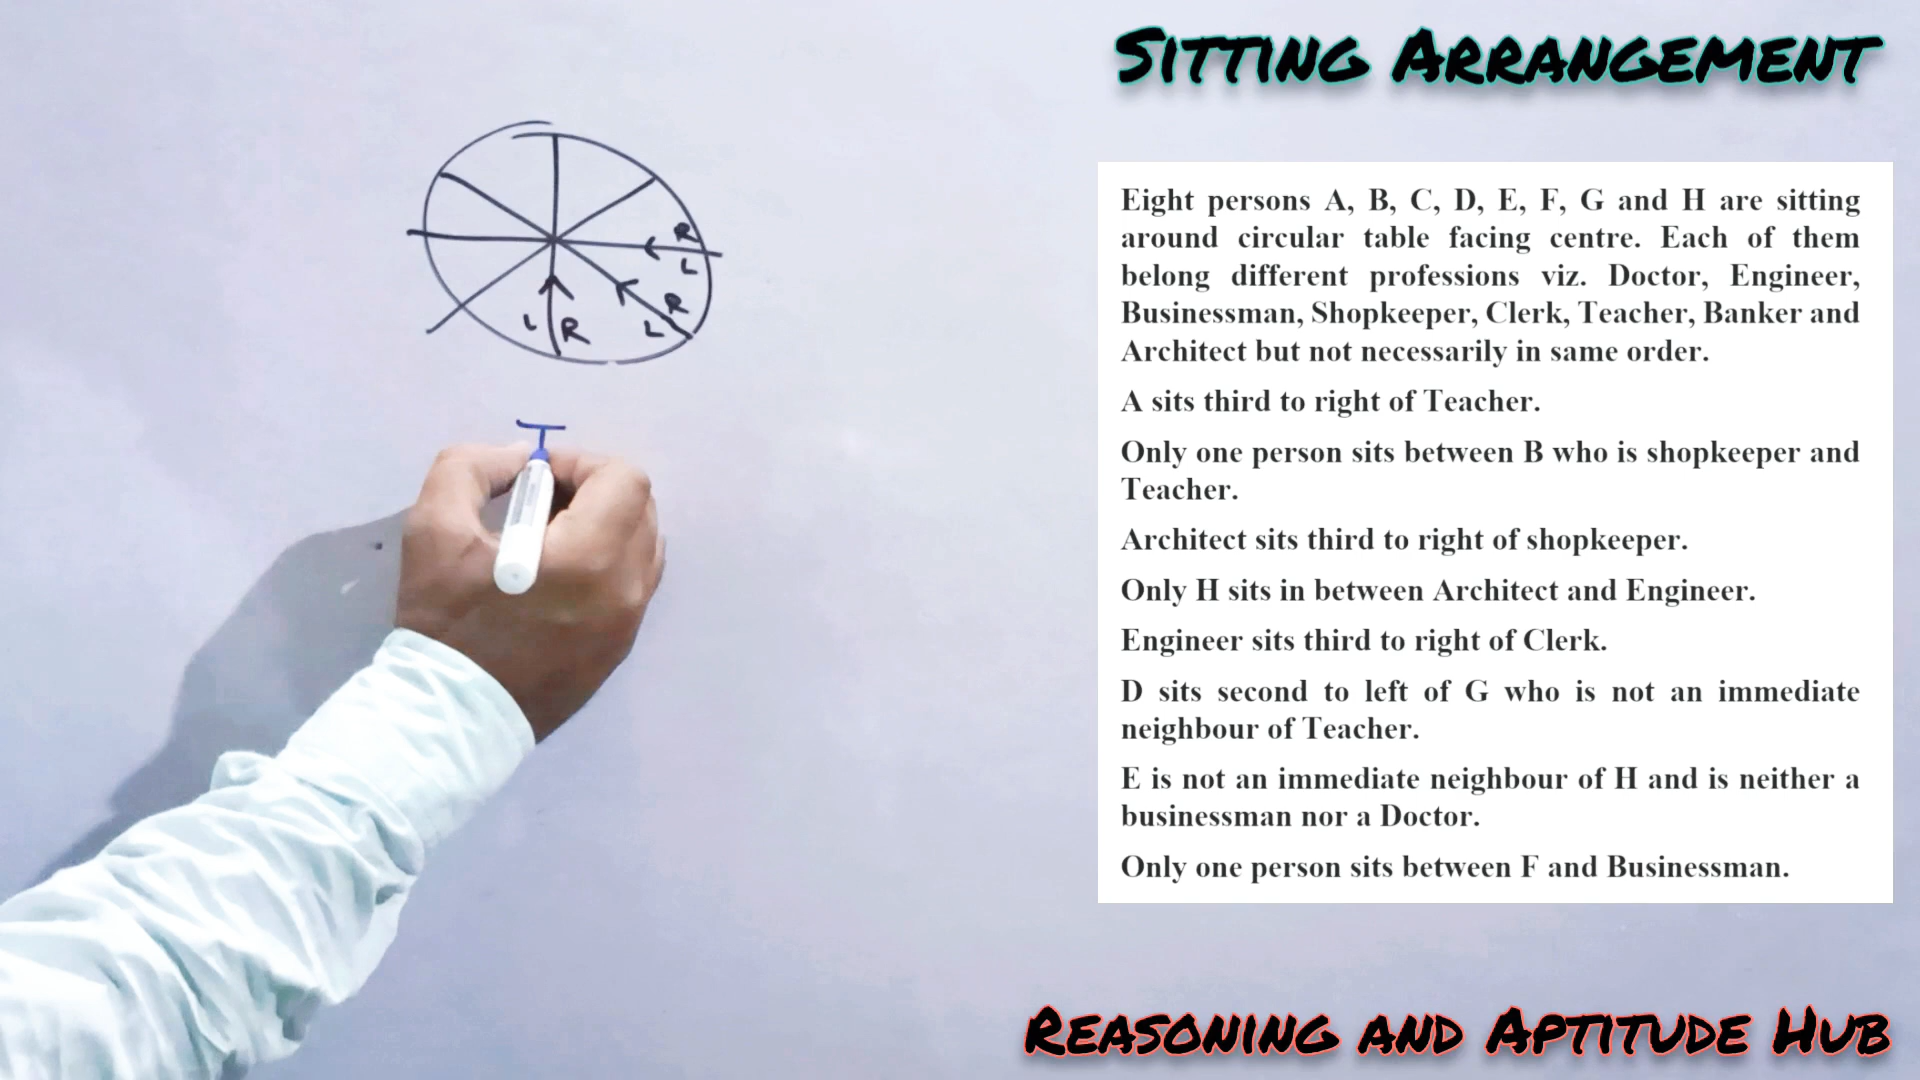 SITTING ARRANGEMENT
Eight persons A, B, C, D, E, F, G and H are sitting
around circular table facing centre. Each of them
belong different professions viz. Doctor, Engineer,
Businessman, Shopkeeper, Clerk, Teacher, Banker and
Architect but not necessarily in same order.
A sits third to right of Teacher.
Only one person sits between B who is shopkeeper and
Teacher.
Architect sits third to right of shopkeeper.
Only H sits in between Architect and Engineer.
Engineer sits third to right of Clerk.
D sits second to left of G who is not an immediate
neighbour of Teacher.
E is not an immediate neighbour of H and is neither a
businessman nor a Doctor.
Only one person sits between F and Businessman.
R
L
R
L
L R
T
REASONING AND APTITUDE HUB